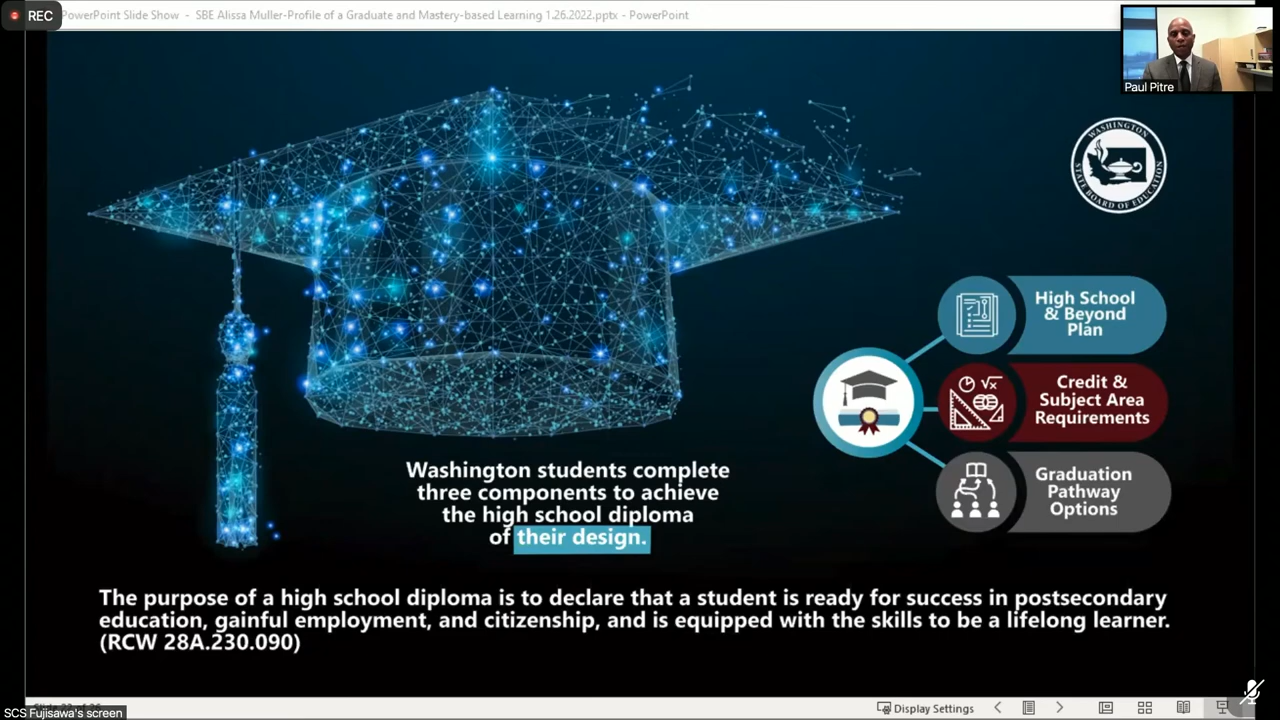 REC
PowerPoint Slide Show - SBE Alissa Muller-Profile of a Graduate and Mastery-based Learning 1.26.2022.pptx - PowerPoint
Paul Pitre
WASHINGTON
STATE BOARD OF EDUCATION
High School
& Beyond
Plan
Credit &
Subject Area
Requirements
Graduation
Pathway
Options
Washington students complete
three components to achieve
the high school diploma
of their design.
The purpose of a high school diploma is to declare that a student is ready for success in postsecondary
education, gainful employment, and citizenship, and is equipped with the skills to be a lifelong learner.
(RCW 28A.230.090)
SCS Fujisawa's screen
Display Settings